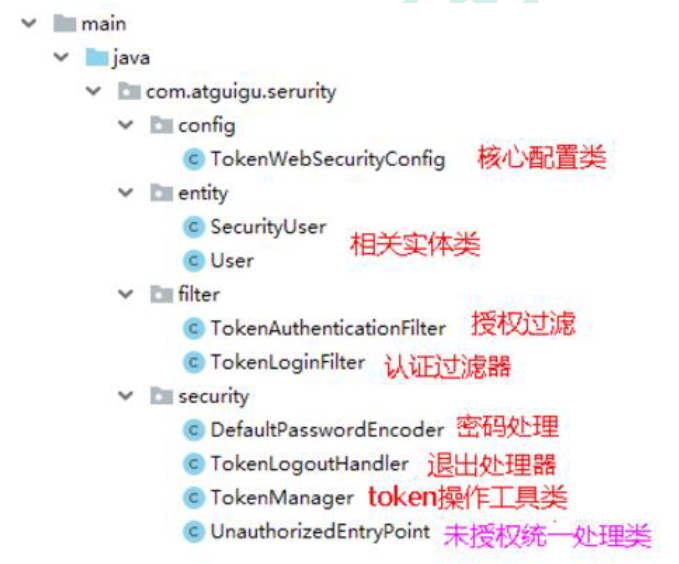 main
java
com.atguigu.serurity
config
TokenWebSecurityConfig 核心配置类
entity
SecurityUser
相关实体类
User
filter
TokenAuthenticationFilter 授权过滤
TokenLoginFilter 认证过滤器
security
DefaultPasswordEncoder 密码处理
TokenLogoutHandler 退出处理器
TokenManager token操作工具类
UnauthorizedEntryPoint 未授权统一处理类